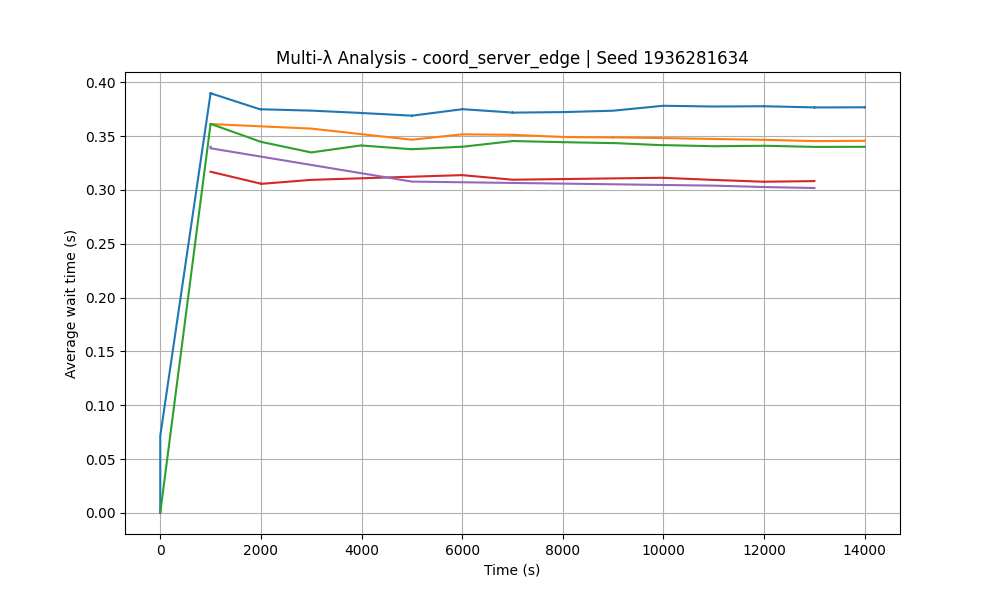 Multi-λ Analysis - coord_server_edge | Seed 1936281634
0.40
0.35
0.30
0.25
0.20
0.15
0.10
0.05
0.00
Average wait time (s)
0 2000 4000 6000 8000 10000 12000 14000
Time (s)